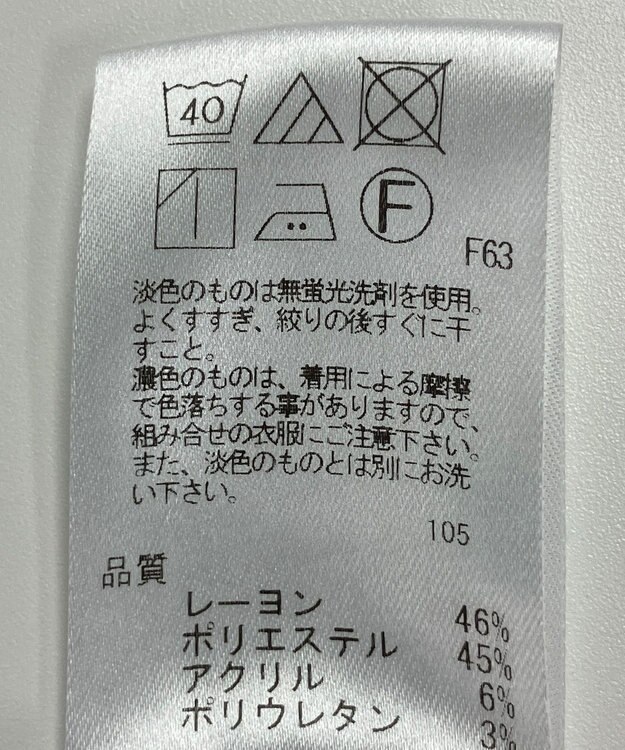 40
F
F63
淡色のものは無蛍光洗剤を使用。
よくすすぎ、絞りの後すぐに干
すこと。
濃色のものは、着用による摩擦
で色落ちする事がありますので、
組み合せの衣服にご注意下さい。
また、淡色のものとは別にお洗
い下さい。
105
品質
レーヨン 46%
ポリエステル 45%
アクリル 6%
ポリウレタン 3%